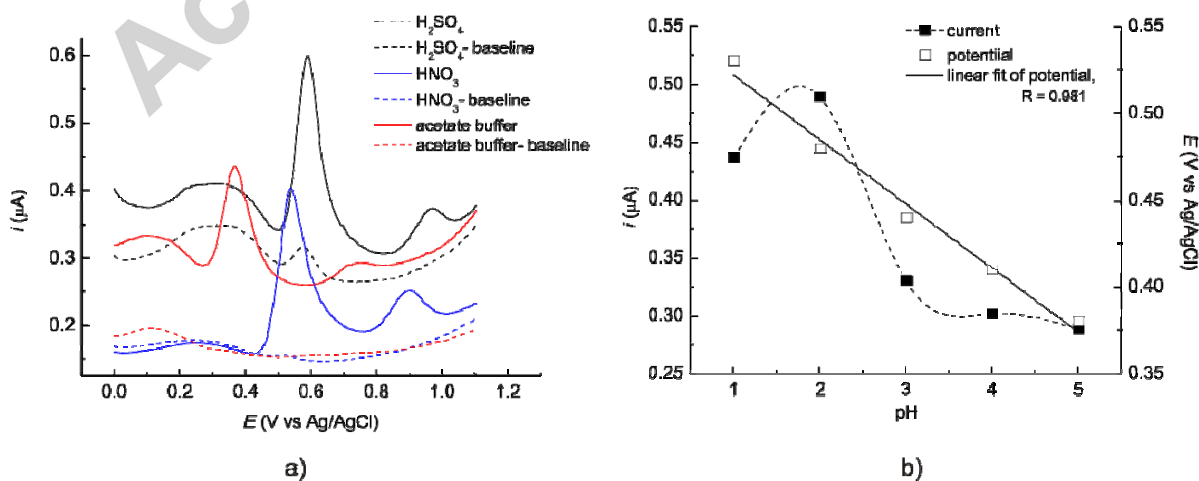 Ac
H2SO4
H2SO4- baseline
HNO3
HNO3- baseline
acetate buffer
acetate buffer- baseline
0.6
0.5
0.4
0.3
0.2
i (µA)
0.0 0.2 0.4 0.6 0.8 1.0 1.2
E (V vs Ag/AgCl)
a)
current
potentiial
linear fit of potential,
R = 0.981
0.55
0.50
0.45
0.40
0.35
0.30
0.25
i (µA)
1 2 3 4 5
pH
0.55
0.50
0.45
0.40
0.35
E (V vs Ag/AgCl)
b)